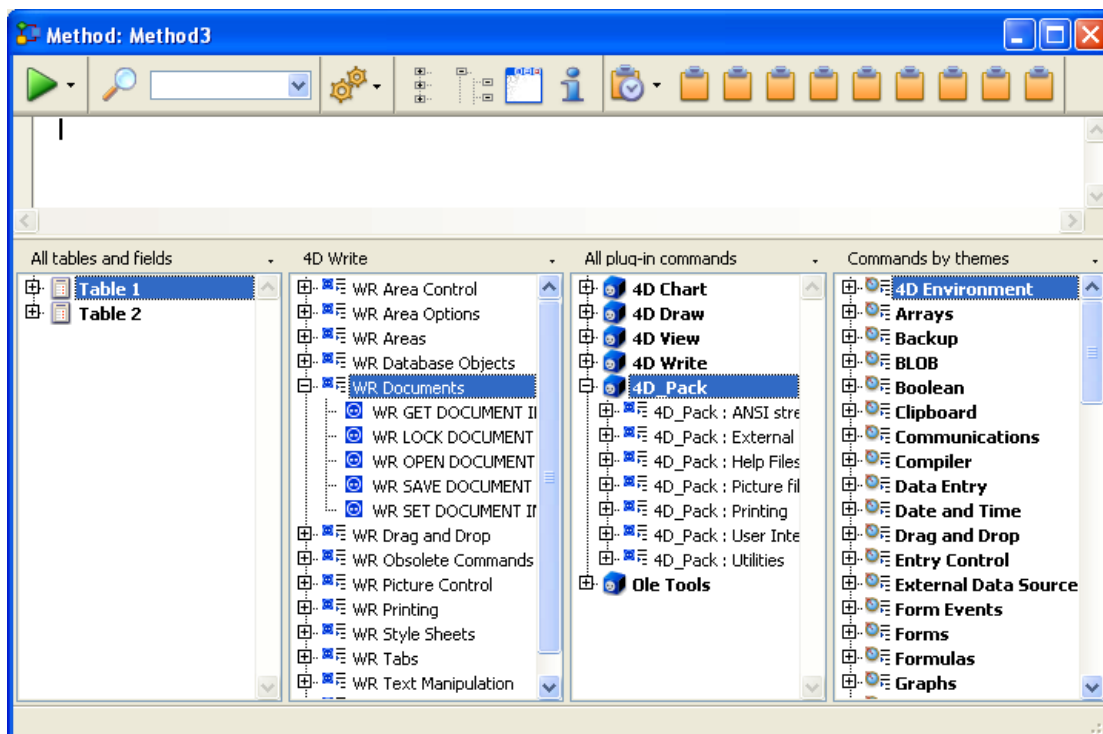 Method: Method3
All tables and fields
Table 1
Table 2
4D Write
WR Area Control
WR Area Options
WR Areas
WR Database Objects
WR Documents
WR GET DOCUMENT II
WR LOCK DOCUMENT
WR OPEN DOCUMENT
WR SAVE DOCUMENT
WR SET DOCUMENT II
WR Drag and Drop
WR Obsolete Commands
WR Picture Control
WR Printing
WR Style Sheets
WR Tabs
WR Text Manipulation
All plug-in commands
4D Chart
4D Draw
4D View
4D Write
4D_Pack
4D_Pack : ANSI stre
4D_Pack : External
4D_Pack : Help Files
4D_Pack : Picture fil
4D_Pack : Printing
4D_Pack : User Inte
4D_Pack : Utilities
Ole Tools
Commands by themes
4D Environment
Arrays
Backup
BLOB
Boolean
Clipboard
Communications
Compiler
Data Entry
Date and Time
Drag and Drop
Entry Control
External Data Source
Form Events
Forms
Formulas
Graphs